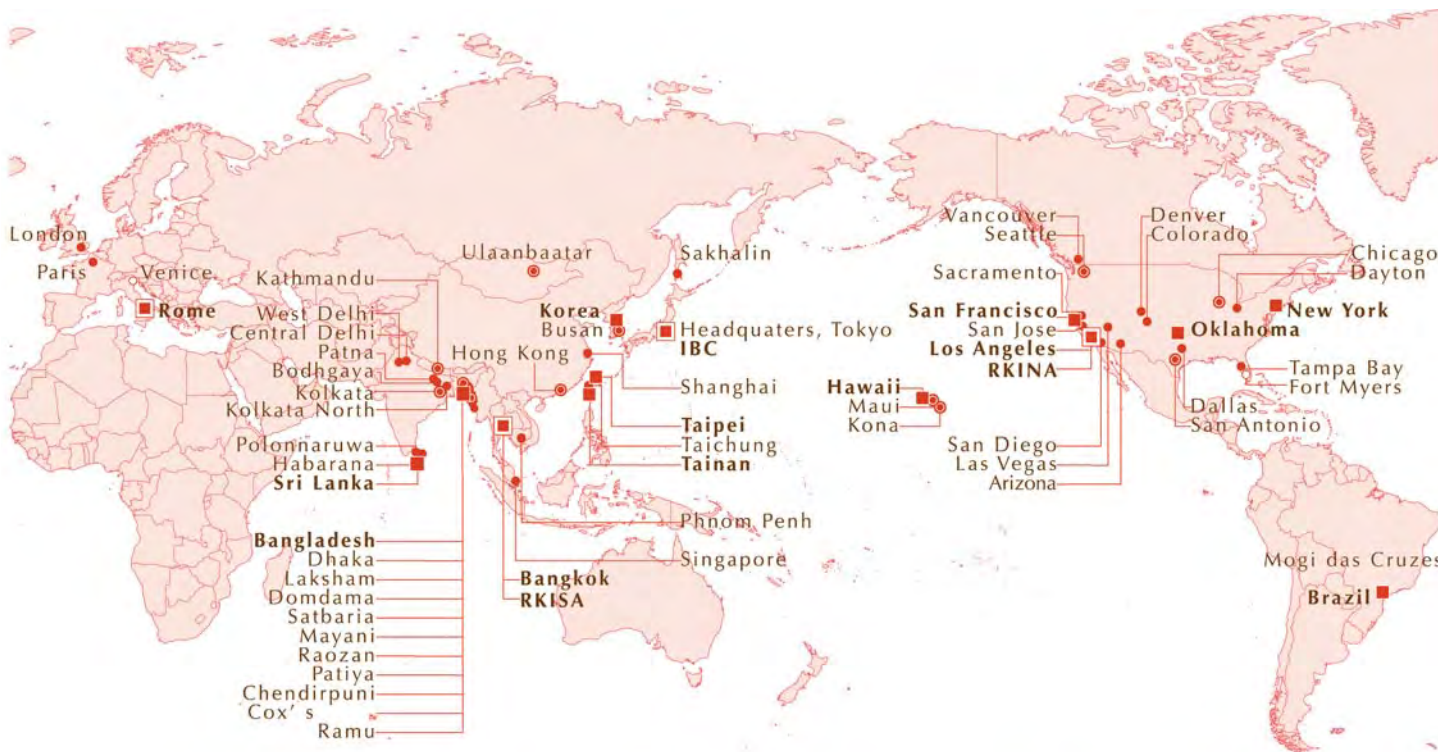 London
Paris
Venice
Rome
Kathmandu
West Delhi
Central Delhi
Patna
Bodhgaya
Kolkata
Kolkata North
Polonnaruwa
Habarana
Sri Lanka
Bangladesh
Dhaka
Laksham
Domdama
Satbaria
Mayani
Raozan
Patiya
Chendirpuni
Cox' s
Ramu
Ulaanbaatar
Hong Kong
Korea
Busan
Sakhalin
Headquaters, Tokyo
IBC
Shanghai
Taipei
Taichung
Tainan
Phnom Penh
Singapore
Bangkok
RKISA
Hawaii
Maui
Kona
Vancouver
Seattle
Sacramento
San Francisco
San Jose
Los Angeles
RKINA
San Diego
Las Vegas
Arizona
Denver
Colorado
Chicago
Dayton
New York
Oklahoma
Tampa Bay
Fort Myers
Dallas
San Antonio
Mogi das Cruzes
Brazil